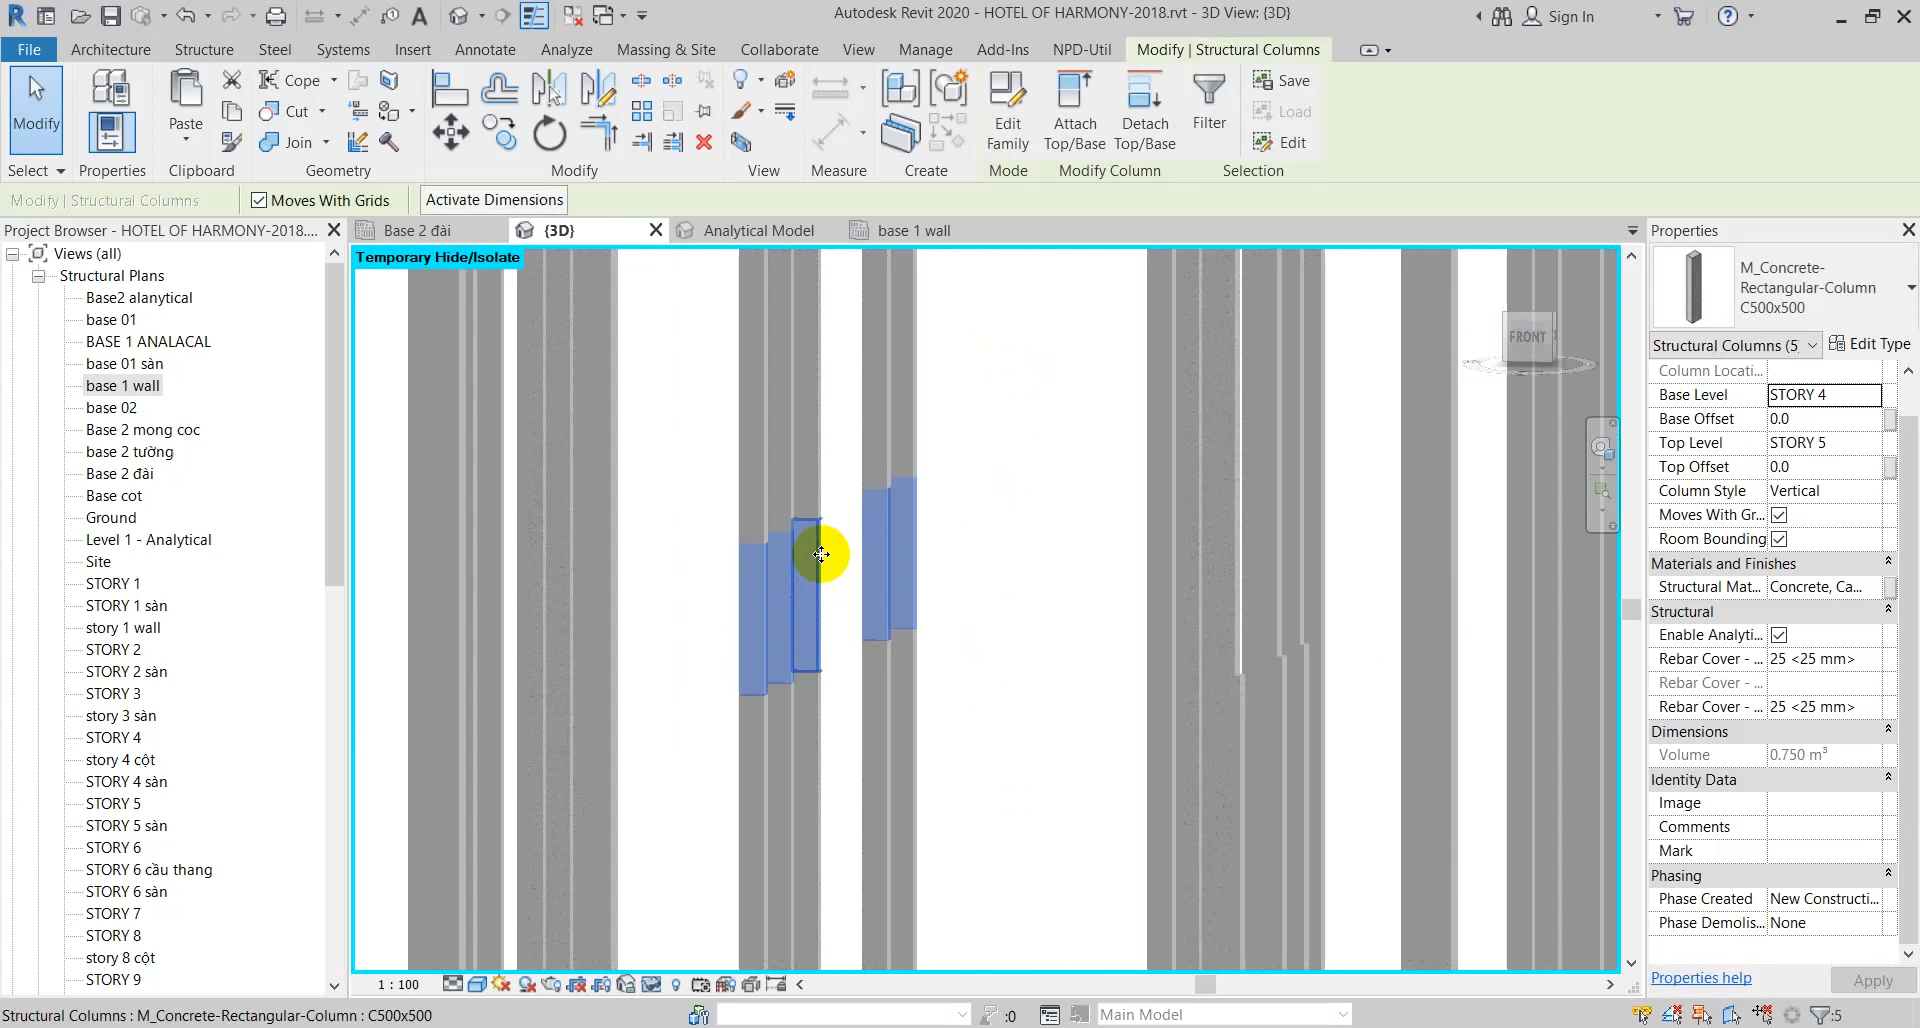 Autodesk Revit 2020 - HOTEL OF HARMONY-2018.rvt - 3D View: {3D}
Sign In
File
Architecture
Structure
Steel
Systems
Insert
Annotate
Analyze
Massing & Site
Collaborate
View
Manage
Add-Ins
NPD-Util
Modify | Structural Columns
Modify
Paste
Cope
Cut
Join
Edit
Family
Attach
Top/Base
Detach
Top/Base
Filter
Save
Load
Edit
Select
Properties
Clipboard
Geometry
Modify
View
Measure
Create
Mode
Modify Column
Selection
Modify | Structural Columns
Moves With Grids
Activate Dimensions
Project Browser - HOTEL OF HARMONY-2018....
Views (all)
Structural Plans
Base2 alanytical
base 01
BASE 1 ANALACAL
base 01 sàn
base 1 wall
base 02
Base 2 mong coc
base 2 tường
Base 2 đài
Base cot
Ground
Level 1 - Analytical
Site
STORY 1
STORY 1 sàn
story 1 wall
STORY 2
STORY 2 sàn
STORY 3
story 3 sàn
STORY 4
story 4 cột
STORY 4 sàn
STORY 5
STORY 5 sàn
STORY 6
STORY 6 cầu thang
STORY 6 sàn
STORY 7
STORY 8
story 8 cột
STORY 9
Base 2 đài
{3D}
Analytical Model
base 1 wall
Temporary Hide/Isolate
FRONT
1 : 100
Properties
M_Concrete-
Rectangular-Column
C500x500
Structural Columns (5
Edit Type
Column Locati...
Base Level STORY 4
Base Offset 0.0
Top Level STORY 5
Top Offset 0.0
Column Style Vertical
Moves With Gr...
Room Bounding
Materials and Finishes
Structural Mat... Concrete, Ca...
Structural
Enable Analyti...
Rebar Cover - ... 25 <25 mm>
Rebar Cover - ...
Rebar Cover - ... 25 <25 mm>
Dimensions
Volume 0.750 m³
Identity Data
Image
Comments
Mark
Phasing
Phase Created New Constructi...
Phase Demolis... None
Properties help
Apply
Structural Columns : M_Concrete-Rectangular-Column : C500x500
:0
Main Model
:5